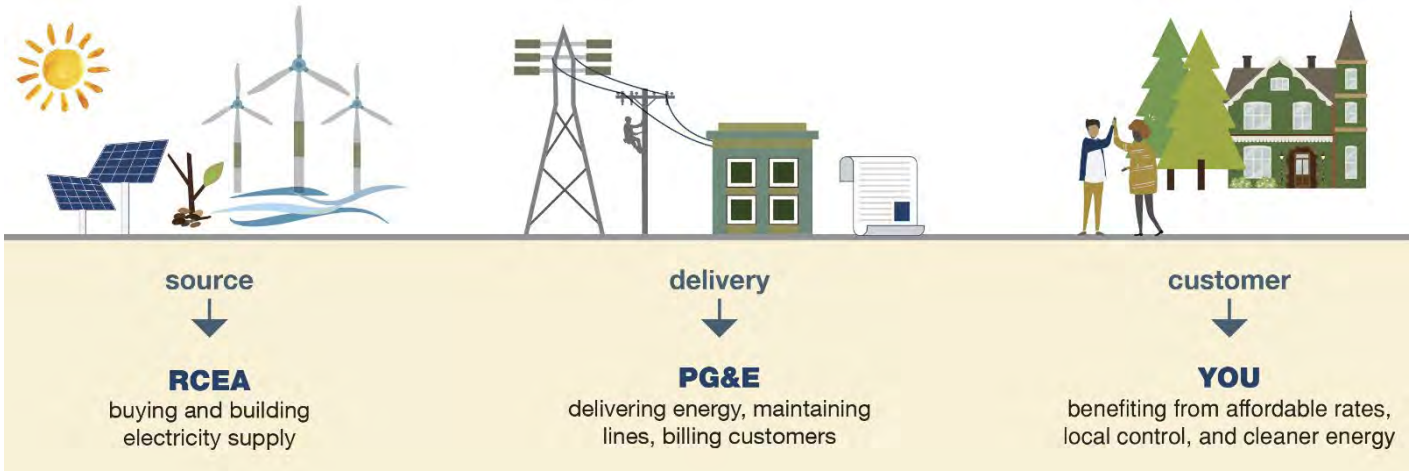 source
delivery
customer
RCEA
buying and building
electricity supply
PG&E
delivering energy, maintaining
lines, billing customers
YOU
benefiting from affordable rates,
local control, and cleaner energy